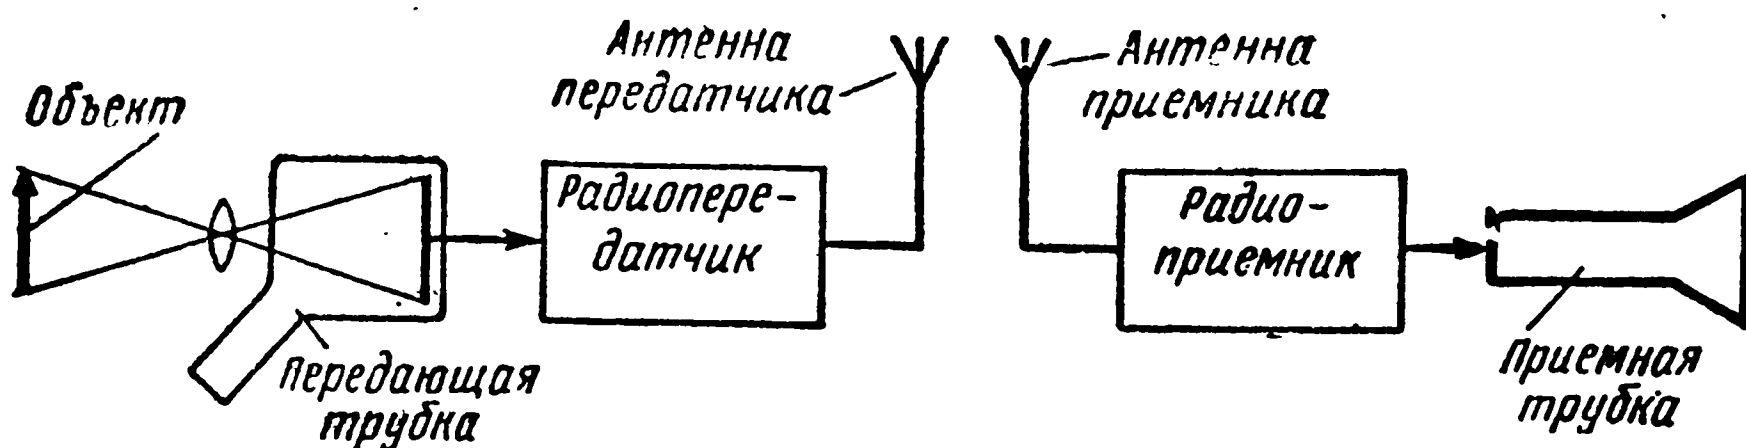 Объект
Передающая
трубка
Радиопере-
датчик
Антенна
передатчика
Антенна
приемника
Радио-
приемник
Приемная
трубка